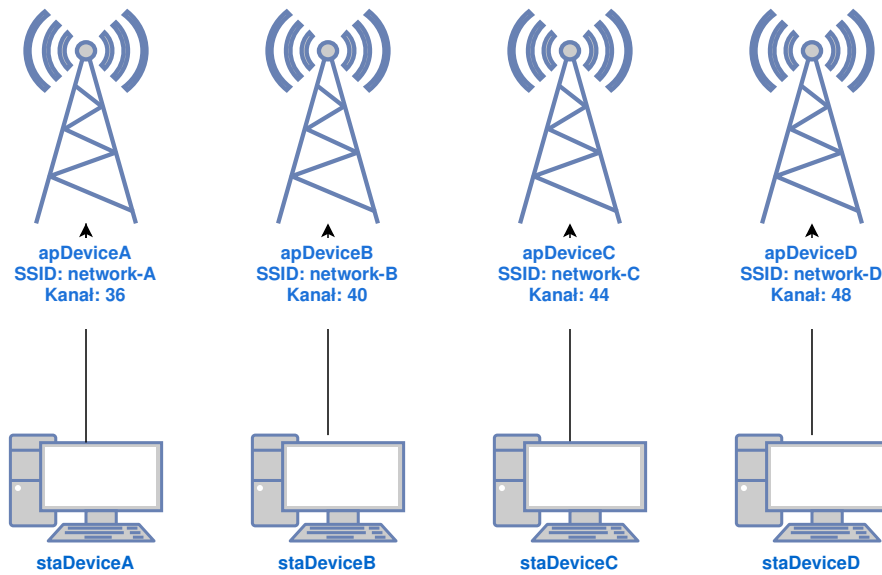 apDeviceA
SSID: network-A
Kanał: 36
apDeviceB
SSID: network-B
Kanał: 40
apDeviceC
SSID: network-C
Kanał: 44
apDeviceD
SSID: network-D
Kanał: 48
staDeviceA
staDeviceB
staDeviceC
staDeviceD